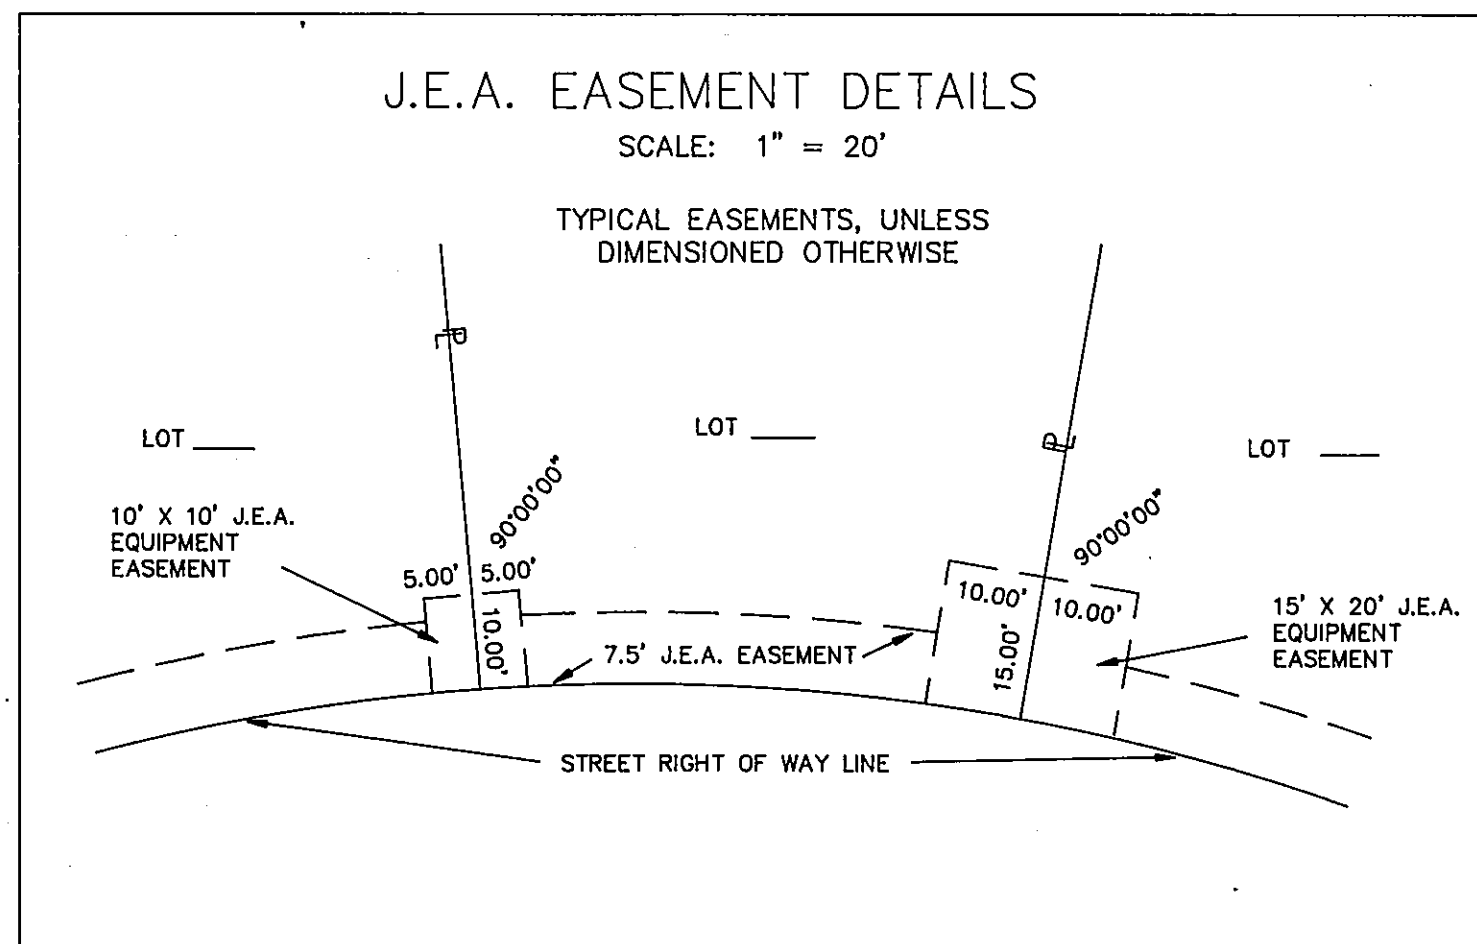 J.E.A. EASEMENT DETAILS
SCALE: 1" = 20'
TYPICAL EASEMENTS, UNLESS
DIMENSIONED OTHERWISE
PL
PL
LOT ____
LOT ____
LOT ____
10' X 10' J.E.A.
EQUIPMENT
EASEMENT
90°00'00"
90°00'00"
5.00'
5.00'
10.00'
10.00'
10.00'
15.00'
15' X 20' J.E.A.
EQUIPMENT
EASEMENT
7.5' J.E.A. EASEMENT
STREET RIGHT OF WAY LINE